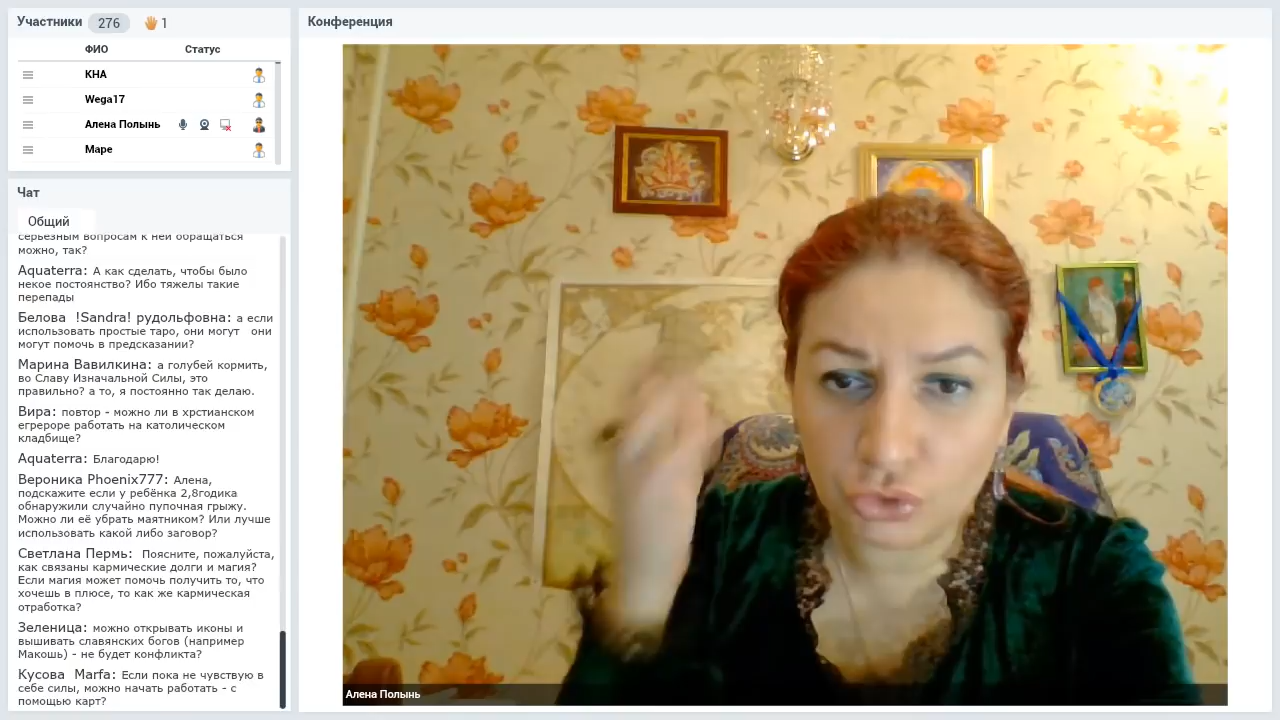 Участники 276 1
ФИО Статус
КНА
Wega17
Алена Полынь
Маре
Чат
Общий
серьезным вопросам к ней обращаться
можно, так?
Aquaterra: А как сделать, чтобы было
некое постоянство? Ибо тяжелы такие
перепады
Белова !Sandra! рудольфовна: а если
использовать простые таро, они могут они
могут помочь в предсказании?
Марина Вавилкина: а голубей кормить,
во Славу Изначальной Силы, это
правильно? а то, я постоянно так делаю.
Вира: повтор - можно ли в хрстианском
егрероре работать на католическом
кладбище?
Aquaterra: Благодарю!
Вероника Phoenix777: Алена,
подскажите если у ребёнка 2,8годика
обнаружили случайно пупочная грыжу.
Можно ли её убрать маятником? Или лучше
использовать какой либо заговор?
Светлана Пермь: Поясните, пожалуйста,
как связаны кармические долги и магия?
Если магия может помочь получить то, что
хочешь в плюсе, то как же кармическая
отработка?
Зеленица: можно открывать иконы и
вышивать славянских богов (например
Макошь) - не будет конфликта?
Кусова Marfa: Если пока не чувствую в
себе силы, можно начать работать - с
помощью карт?
Конференция
Алена Полынь